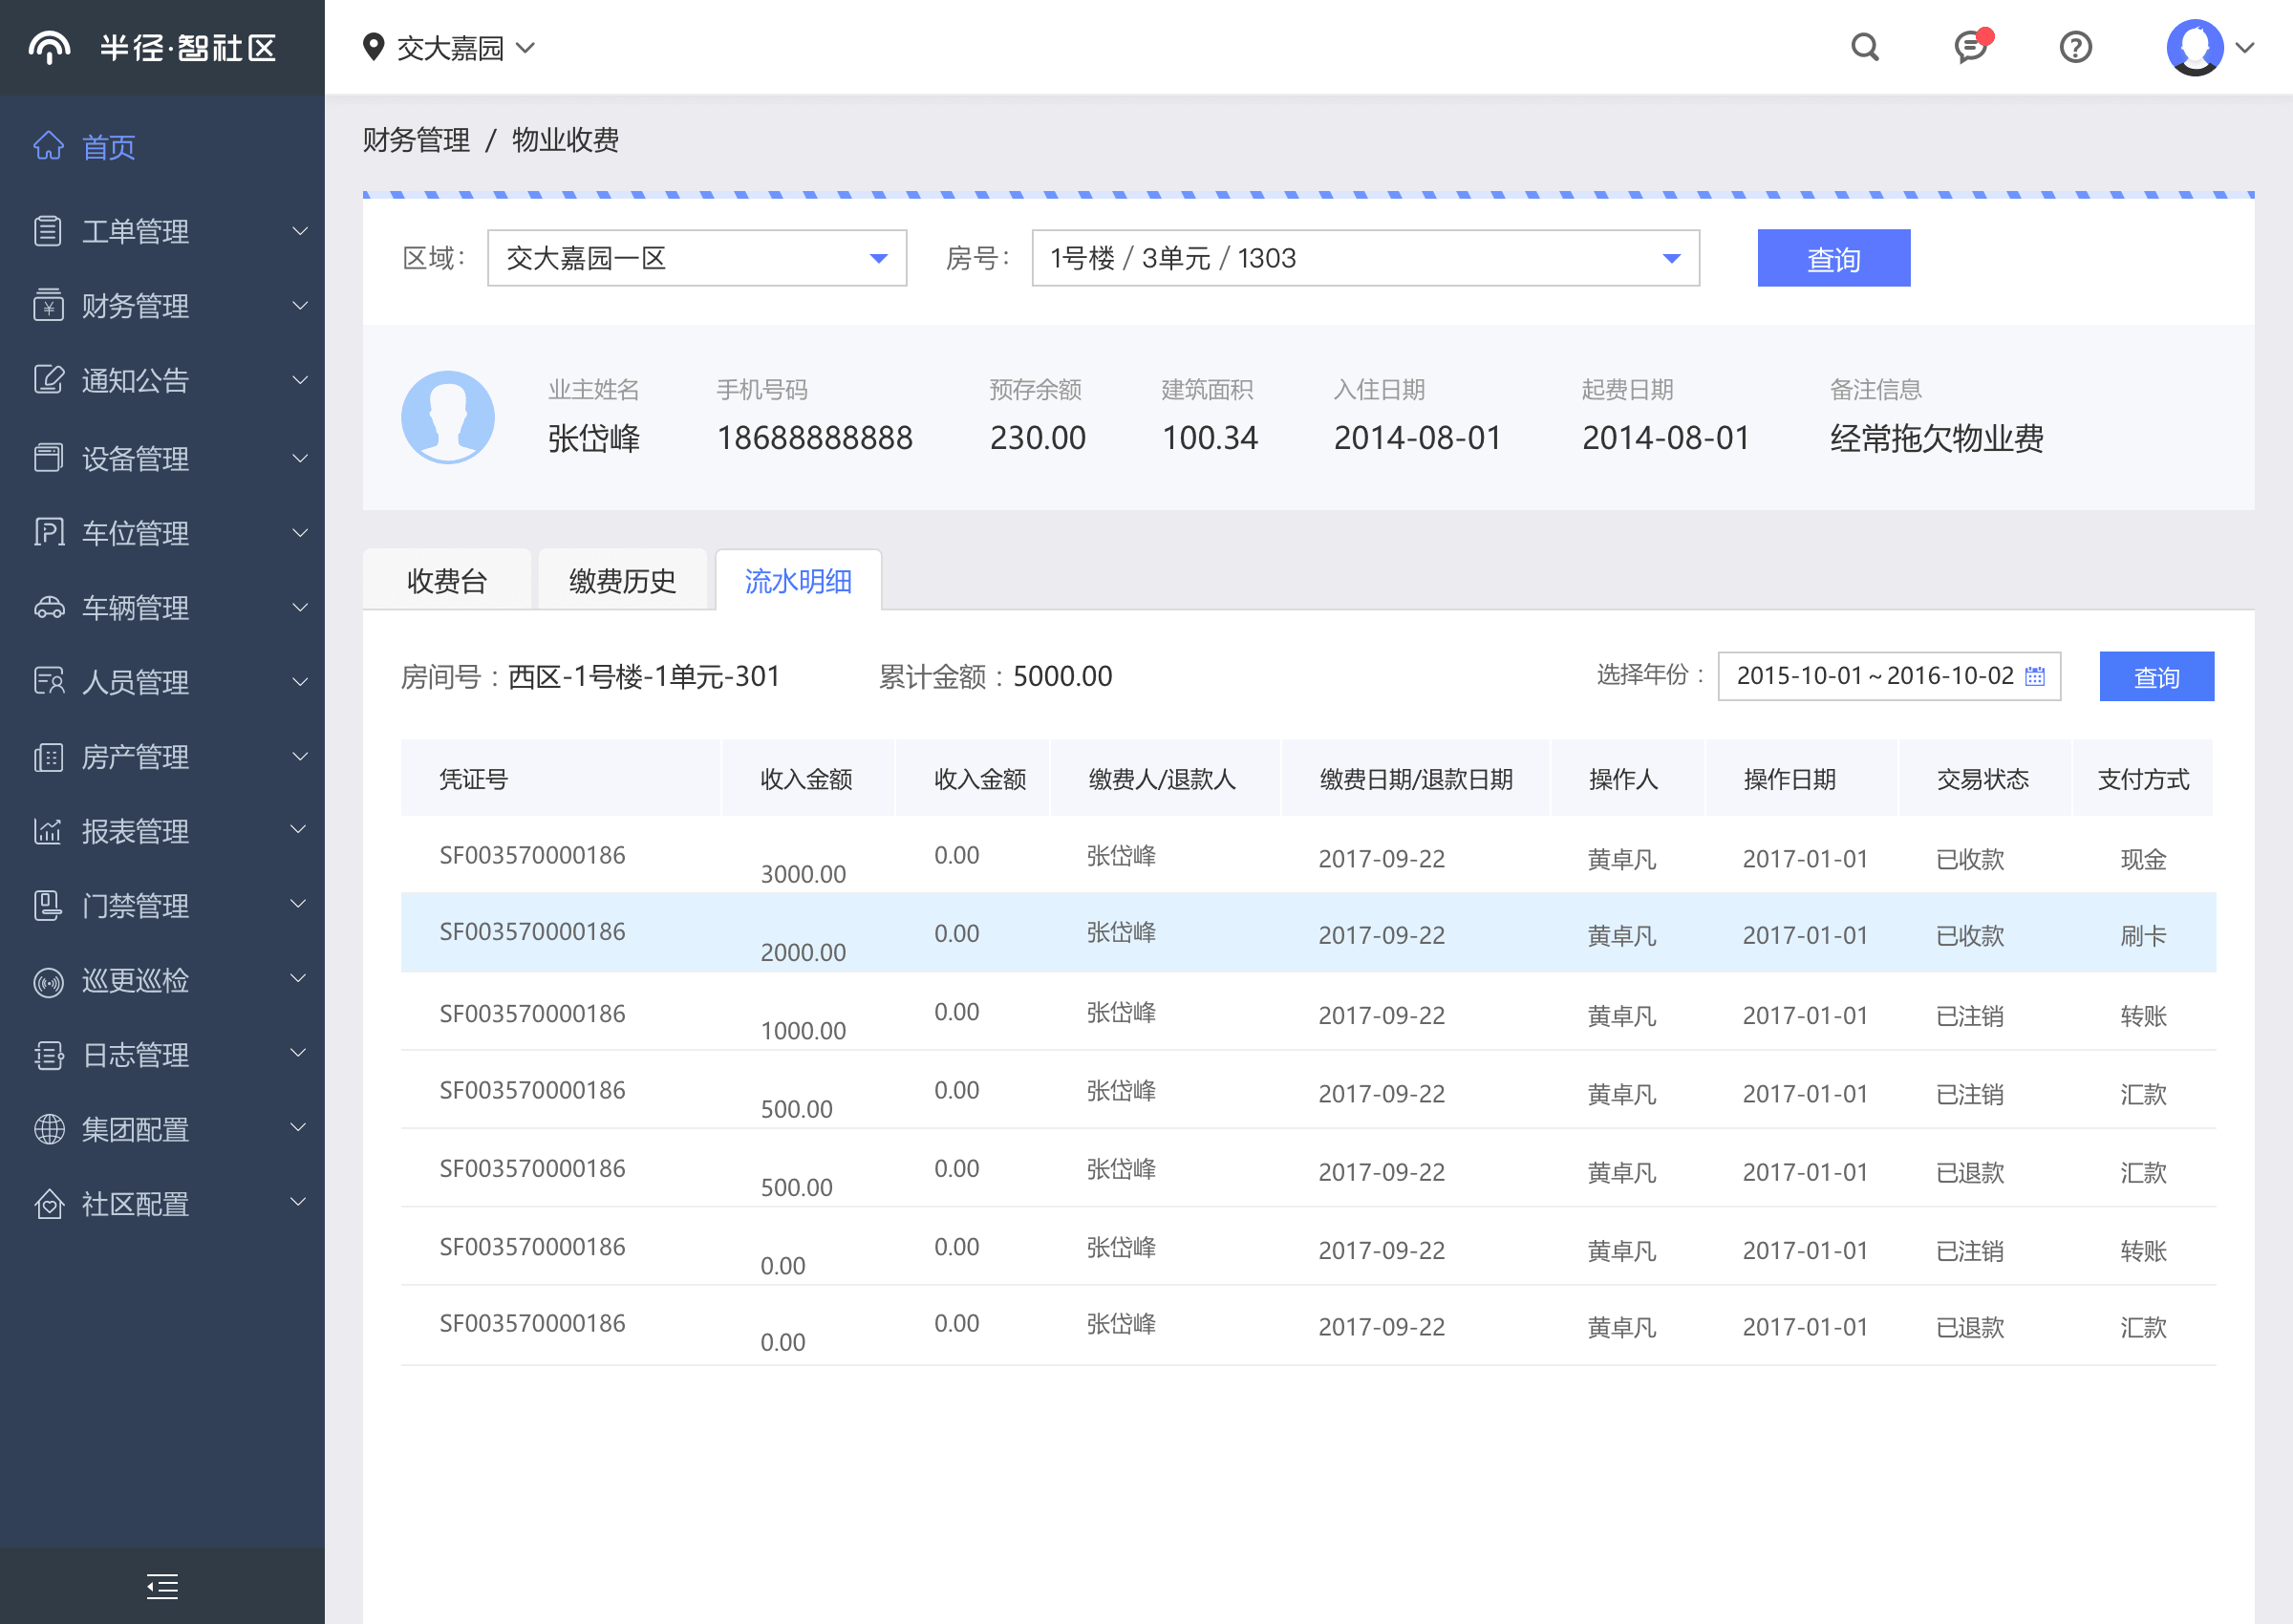 半径·智社区
交大嘉园
首页
工单管理
财务管理
通知公告
设备管理
车位管理
车辆管理
人员管理
房产管理
报表管理
门禁管理
巡更巡检
日志管理
集团配置
社区配置
财务管理 / 物业收费
区域： 交大嘉园一区 房号： 1号楼 / 3单元 / 1303 查询
业主姓名 手机号码 预存余额 建筑面积 入住日期 起费日期 备注信息
张岱峰 18688888888 230.00 100.34 2014-08-01 2014-08-01 经常拖欠物业费
收费台 缴费历史 流水明细
房间号：西区-1号楼-1单元-301 累计金额：5000.00 选择年份： 2015-10-01～2016-10-02 查询
凭证号 收入金额 收入金额 缴费人/退款人 缴费日期/退款日期 操作人 操作日期 交易状态 支付方式
SF003570000186 3000.00 0.00 张岱峰 2017-09-22 黄卓凡 2017-01-01 已收款 现金
SF003570000186 2000.00 0.00 张岱峰 2017-09-22 黄卓凡 2017-01-01 已收款 刷卡
SF003570000186 1000.00 0.00 张岱峰 2017-09-22 黄卓凡 2017-01-01 已注销 转账
SF003570000186 500.00 0.00 张岱峰 2017-09-22 黄卓凡 2017-01-01 已注销 汇款
SF003570000186 500.00 0.00 张岱峰 2017-09-22 黄卓凡 2017-01-01 已退款 汇款
SF003570000186 0.00 0.00 张岱峰 2017-09-22 黄卓凡 2017-01-01 已注销 转账
SF003570000186 0.00 0.00 张岱峰 2017-09-22 黄卓凡 2017-01-01 已退款 汇款